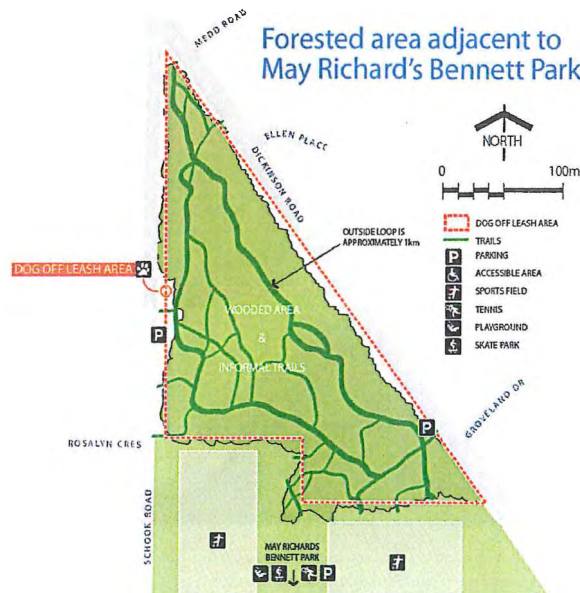 MEDD ROAD
Forested area adjacent to
May Richard's Bennett Park
ELLEN PLACE
DICKINSON ROAD
NORTH
0 100m
OUTSIDE LOOP IS
APPROXIMATELY 1km
DOG OFF LEASH AREA
TRAILS
P PARKING
ACCESSIBLE AREA
SPORTS FIELD
TENNIS
PLAYGROUND
SKATE PARK
DOG OFF LEASH AREA
WOODED AREA
&
INFORMAL TRAILS
P
P
GROVELAND DR
ROSALYN CRES
SCHOOK ROAD
MAY RICHARDS
BENNETT PARK
P